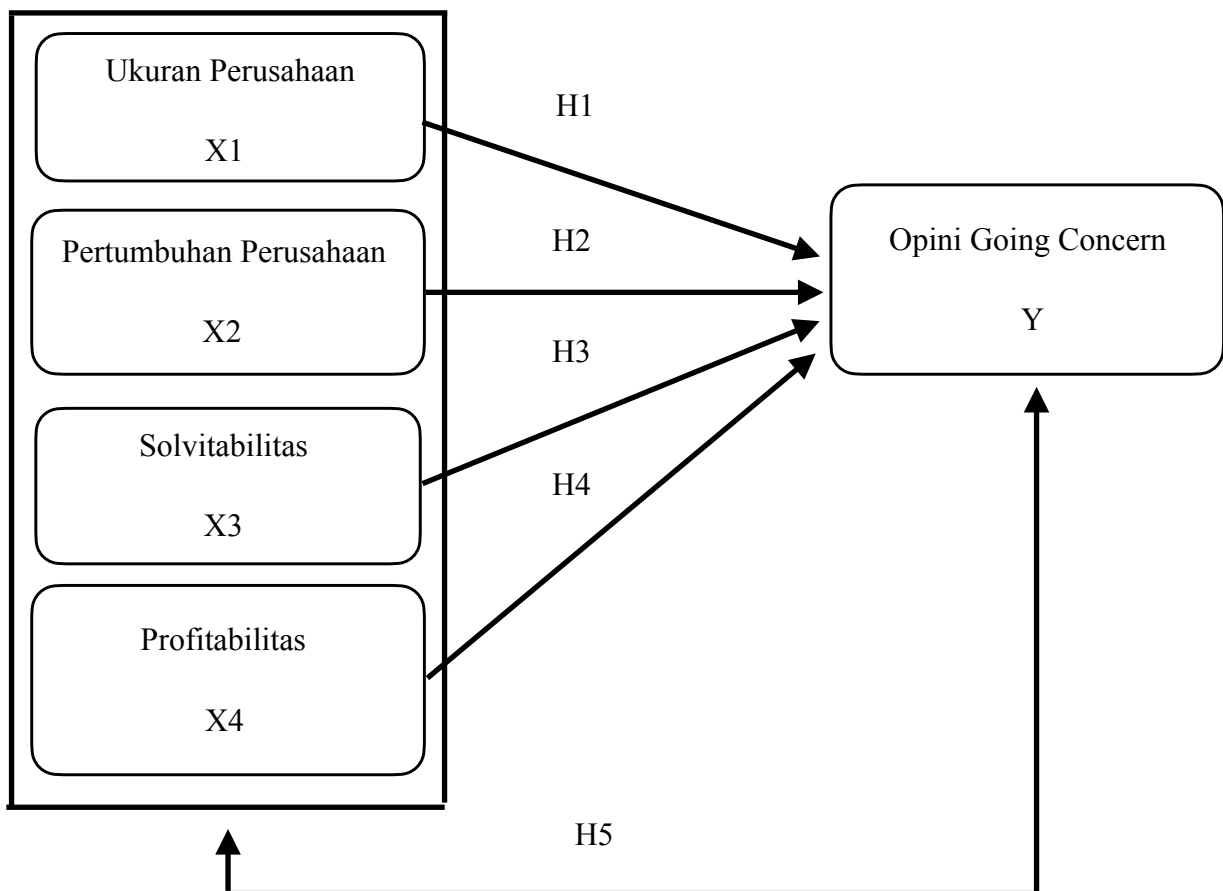 Ukuran Perusahaan
X1
Pertumbuhan Perusahaan
X2
Solvitabilitas
X3
Profitabilitas
X4
H1
H2
H3
H4
Opini Going Concern
Y
H5